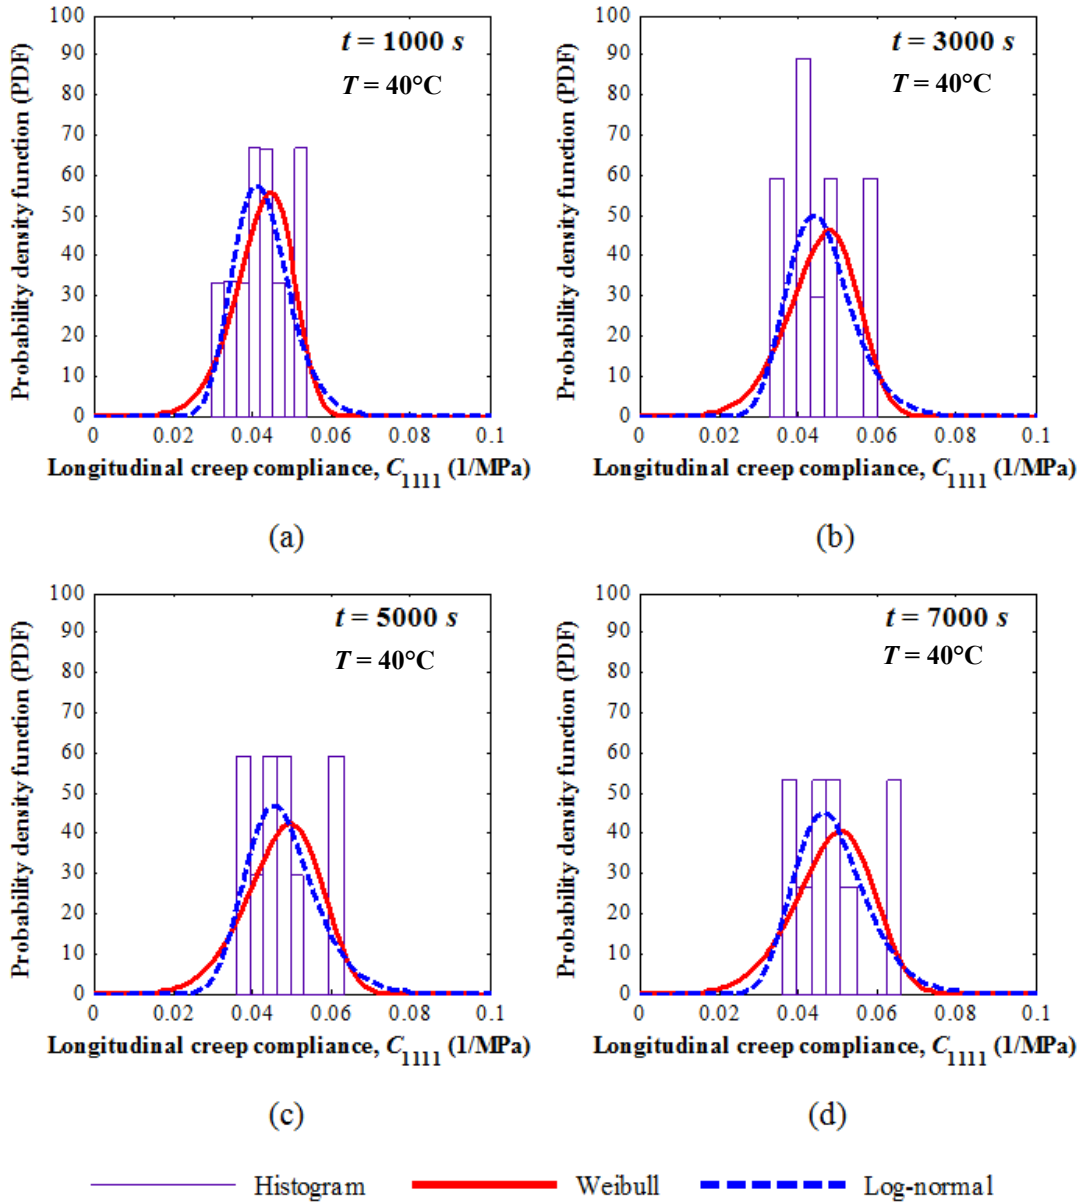 Probability density function (PDF)
100
90
80
70
60
50
40
30
20
10
0
t = 1000 s
T = 40°C
0 0.02 0.04 0.06 0.08 0.1
Longitudinal creep compliance, C1111 (1/MPa)
(a)
Probability density function (PDF)
100
90
80
70
60
50
40
30
20
10
0
t = 3000 s
T = 40°C
0 0.02 0.04 0.06 0.08 0.1
Longitudinal creep compliance, C1111 (1/MPa)
(b)
Probability density function (PDF)
100
90
80
70
60
50
40
30
20
10
0
t = 5000 s
T = 40°C
0 0.02 0.04 0.06 0.08 0.1
Longitudinal creep compliance, C1111 (1/MPa)
(c)
Probability density function (PDF)
100
90
80
70
60
50
40
30
20
10
0
t = 7000 s
T = 40°C
0 0.02 0.04 0.06 0.08 0.1
Longitudinal creep compliance, C1111 (1/MPa)
(d)
Histogram Weibull Log-normal